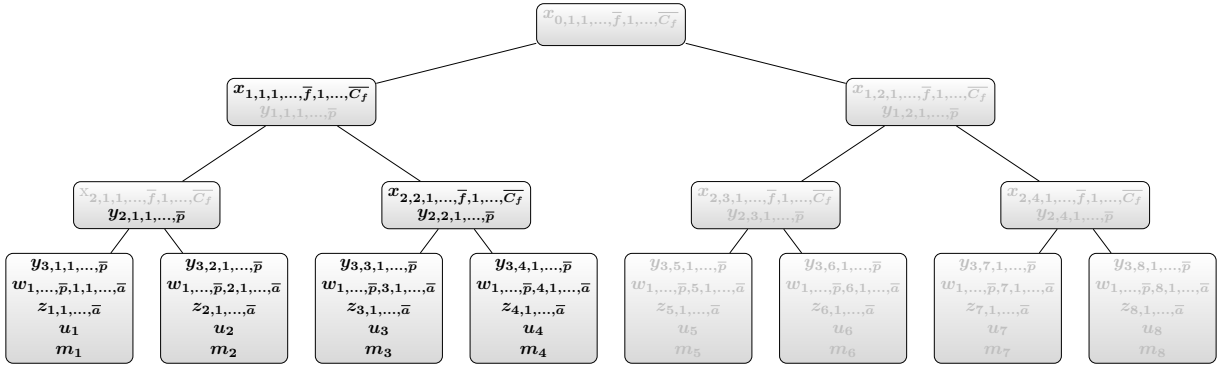 x_{0,1,1,...,\overline{f},1,...,\overline{C_f}}
x_{1,1,1,...,\overline{f},1,...,\overline{C_f}}
y_{1,1,1,...,\overline{p}}
x_{1,2,1,...,\overline{f},1,...,\overline{C_f}}
y_{1,2,1,...,\overline{p}}
x_{2,1,1,...,\overline{f},1,...,\overline{C_f}}
y_{2,1,1,...,\overline{p}}
x_{2,2,1,...,\overline{f},1,...,\overline{C_f}}
y_{2,2,1,...,\overline{p}}
x_{2,3,1,...,\overline{f},1,...,\overline{C_f}}
y_{2,3,1,...,\overline{p}}
x_{2,4,1,...,\overline{f},1,...,\overline{C_f}}
y_{2,4,1,...,\overline{p}}
y_{3,1,1,...,\overline{p}}
w_{1,...,\overline{p},1,1,...,\overline{a}}
z_{1,1,...,\overline{a}}
u_1
m_1
y_{3,2,1,...,\overline{p}}
w_{1,...,\overline{p},2,1,...,\overline{a}}
z_{2,1,...,\overline{a}}
u_2
m_2
y_{3,3,1,...,\overline{p}}
w_{1,...,\overline{p},3,1,...,\overline{a}}
z_{3,1,...,\overline{a}}
u_3
m_3
y_{3,4,1,...,\overline{p}}
w_{1,...,\overline{p},4,1,...,\overline{a}}
z_{4,1,...,\overline{a}}
u_4
m_4
y_{3,5,1,...,\overline{p}}
w_{1,...,\overline{p},5,1,...,\overline{a}}
z_{5,1,...,\overline{a}}
u_5
m_5
y_{3,6,1,...,\overline{p}}
w_{1,...,\overline{p},6,1,...,\overline{a}}
z_{6,1,...,\overline{a}}
u_6
m_6
y_{3,7,1,...,\overline{p}}
w_{1,...,\overline{p},7,1,...,\overline{a}}
z_{7,1,...,\overline{a}}
u_7
m_7
y_{3,8,1,...,\overline{p}}
w_{1,...,\overline{p},8,1,...,\overline{a}}
z_{8,1,...,\overline{a}}
u_8
m_8